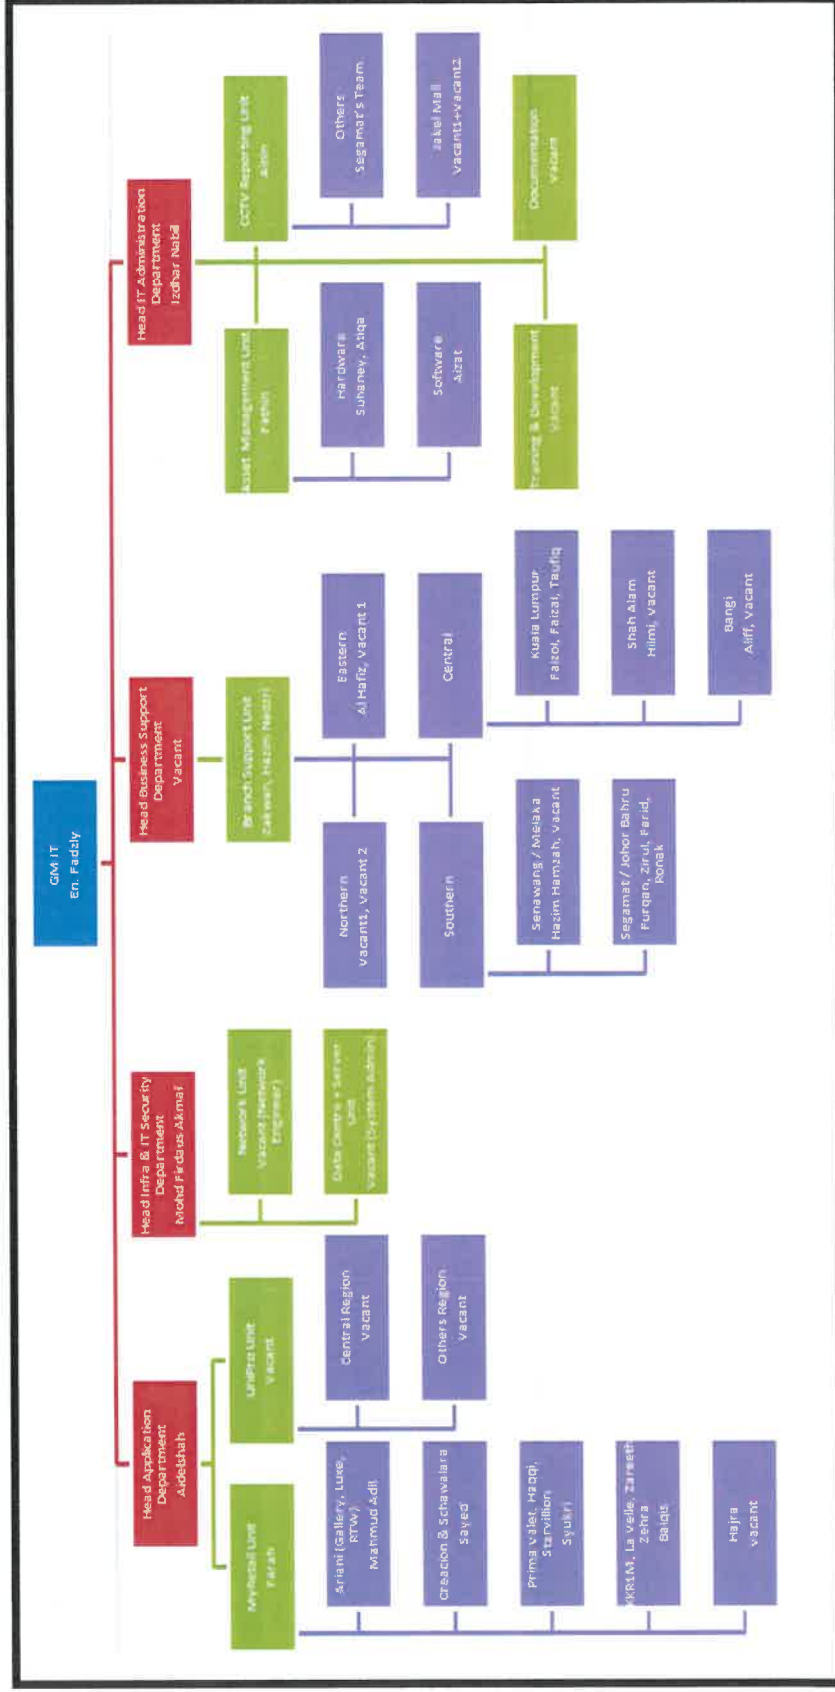 GM IT
En. Fadzly
Head Application
Department
Aidelshah
Head Infra & IT Security
Department
Mohd Firdaus Akmal
Head Business Support
Department
Vacant
Head IT Administration
Department
Izdhar Nabil
MyRetail Unit
Farah
UniPro Unit
Vacant
Network Unit
Vacant (Network
Engineer)
Branch Support Unit
Zakwan, Hazim Nazari
Asset Management Unit
Fathin
CCTV Reporting Unit
Ariani (Gallery, Luxe,
RTW)
Mahmud Adil
Creacion & Schawalara
Sayed
Prima Valet, Haqqi,
Starvillion
Syukri
KKR1M, La Velle, Zareeth
Zehra
Balqis
Hajra
Vacant
Central Region
Vacant
Others Region
Vacant
Data Centre + Server
Unit
Vacant (System Admin)
Northern
Vacant1, Vacant 2
Eastern
Al Hafiz, Vacant 1
Southern
Central
Senawang / Melaka
Hazim Hamzah, Vacant
Segamat / Johor Bahru
Furqan, Zirul, Farid,
Ronak
Kuala Lumpur
Faizol, Faizal, Taufiq
Shah Alam
Hilmi, Vacant
Bangi
Aliff, Vacant
Hardware
Suhaney, Atiqa
Software
Aizat
Others
Segamat's Team
Jakel Mall
Vacant1+Vacant2
Training & Development
Vacant
Documentation
Vacant